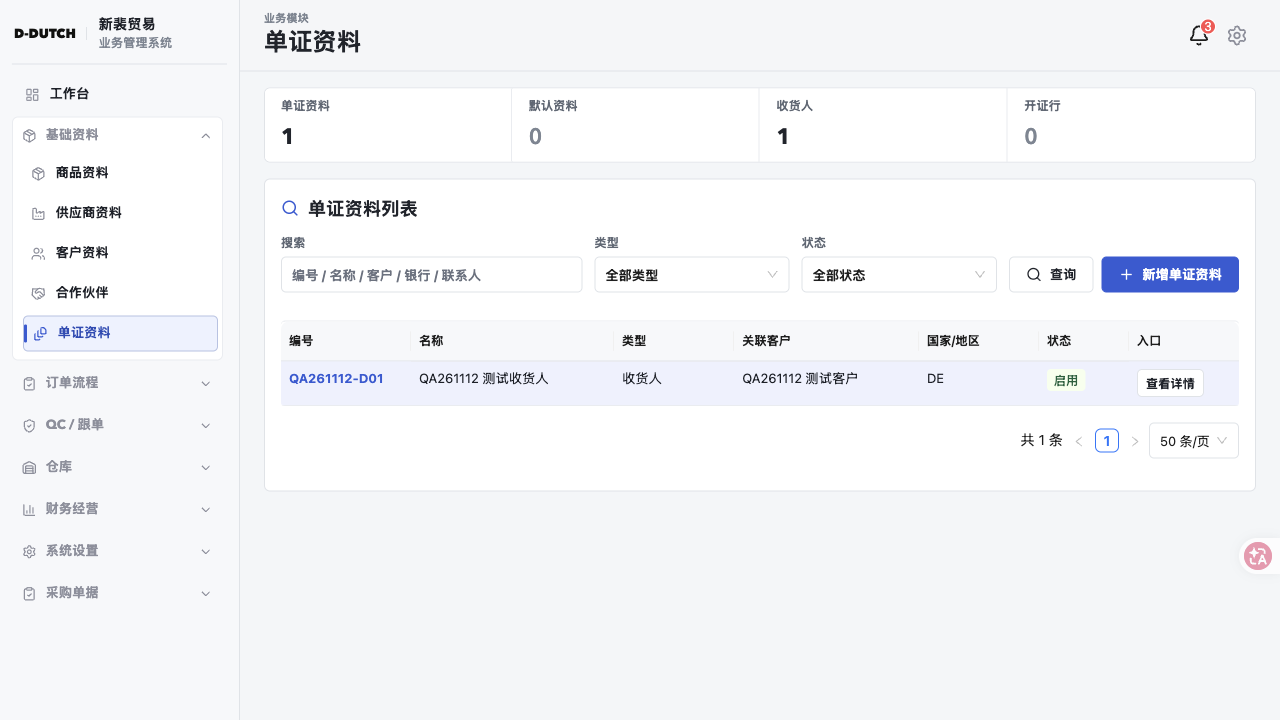 D-DUTCH
新裴贸易
业务管理系统
工作台
基础资料
商品资料
供应商资料
客户资料
合作伙伴
单证资料
订单流程
QC / 跟单
仓库
财务经营
系统设置
采购单据
业务模块
单证资料
3
单证资料
1
默认资料
0
收货人
1
开证行
0
单证资料列表
搜索
编号 / 名称 / 客户 / 银行 / 联系人
类型
全部类型
状态
全部状态
查询
新增单证资料
编号 名称 类型 关联客户 国家/地区 状态 入口
QA261112-D01 QA261112 测试收货人 收货人 QA261112 测试客户 DE 启用 查看详情
共 1 条 1 50 条/页